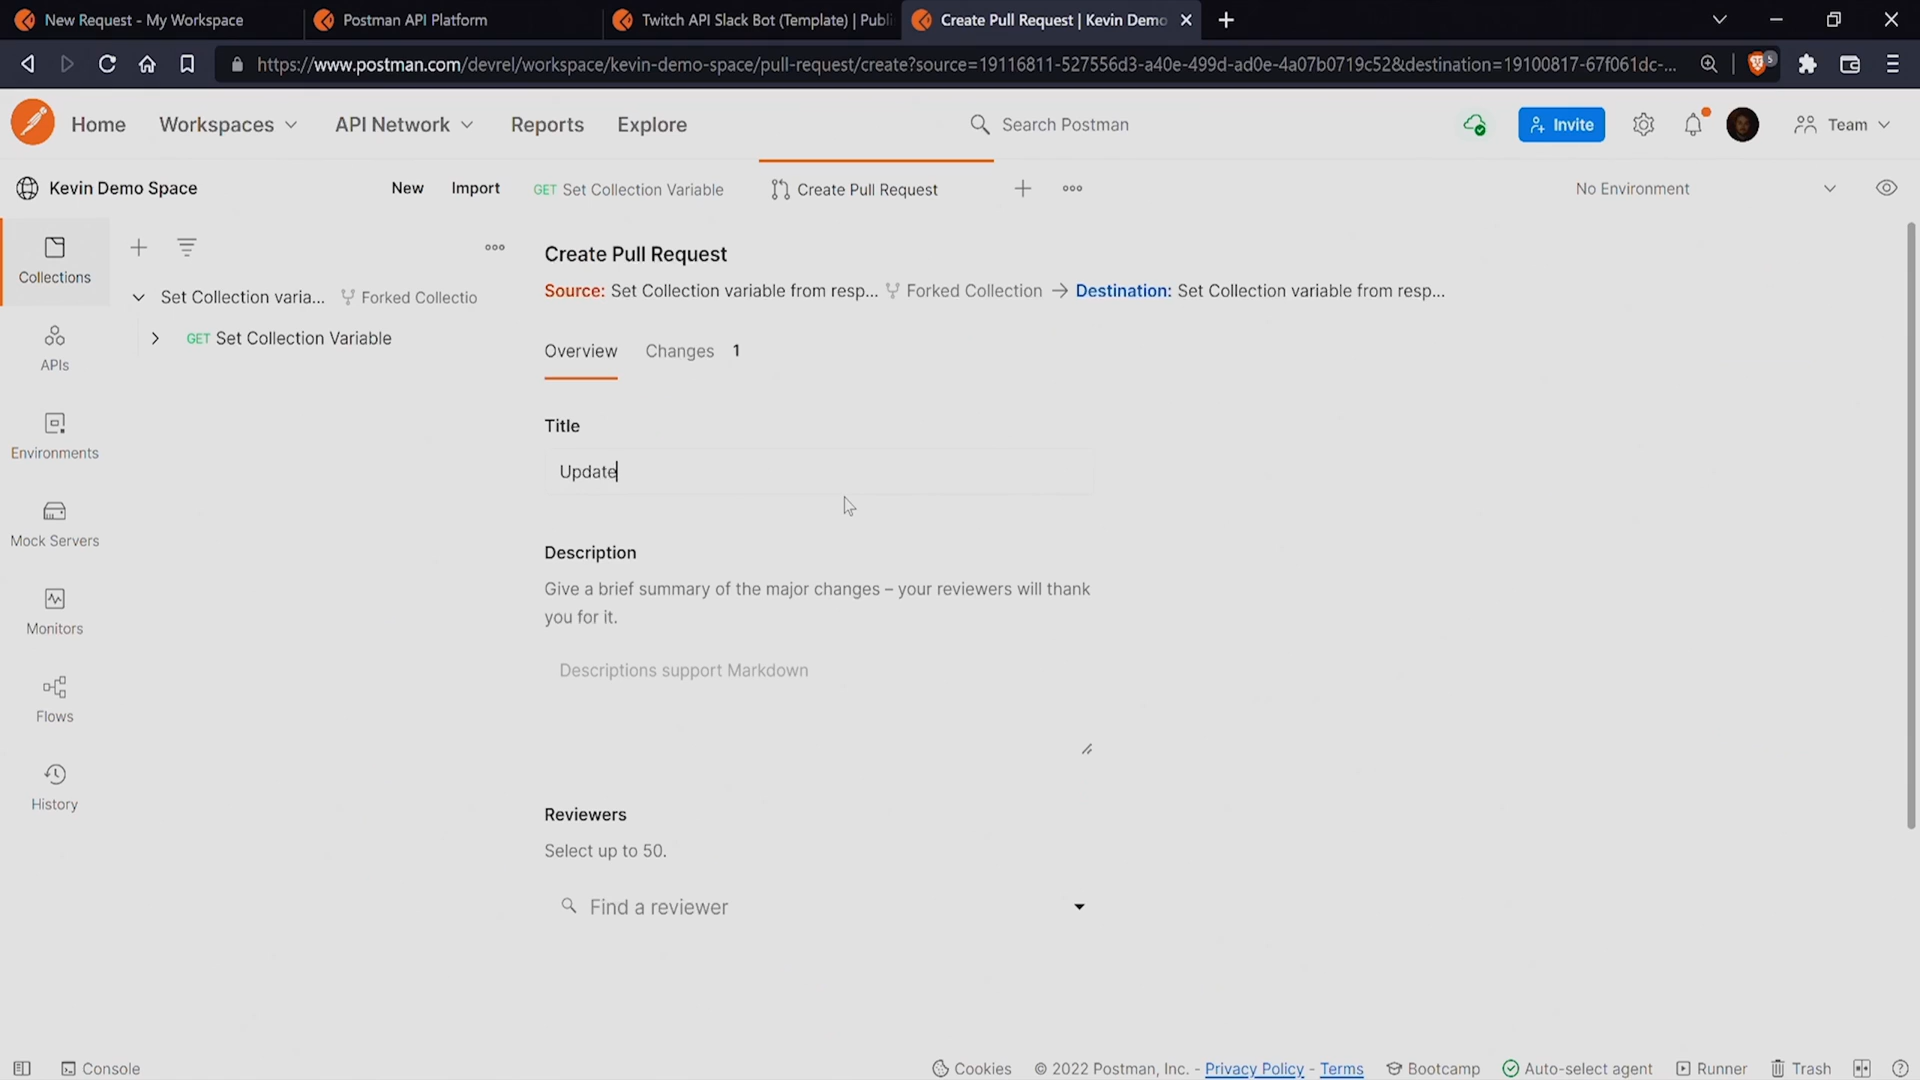 New Request - My Workspace
Postman API Platform
Twitch API Slack Bot (Template) | Publi
Create Pull Request | Kevin Demo
https://www.postman.com/devrel/workspace/kevin-demo-space/pull-request/create?source=19116811-527556d3-a40e-499d-ad0e-4a07b0719c52&destination=19100817-67f061dc-...
5
Home
Workspaces
API Network
Reports
Explore
Search Postman
Invite
Team
Kevin Demo Space
New
Import
GET Set Collection Variable
Create Pull Request
No Environment
Collections
APIs
Environments
Mock Servers
Monitors
Flows
History
Set Collection varia...
Forked Collectio
GET Set Collection Variable
Create Pull Request
Source: Set Collection variable from resp... Forked Collection → Destination: Set Collection variable from resp...
Overview
Changes 1
Title
Update
Description
Give a brief summary of the major changes – your reviewers will thank
you for it.
Descriptions support Markdown
Reviewers
Select up to 50.
Find a reviewer
Console
Cookies
© 2022 Postman, Inc. - Privacy Policy - Terms
Bootcamp
Auto-select agent
Runner
Trash